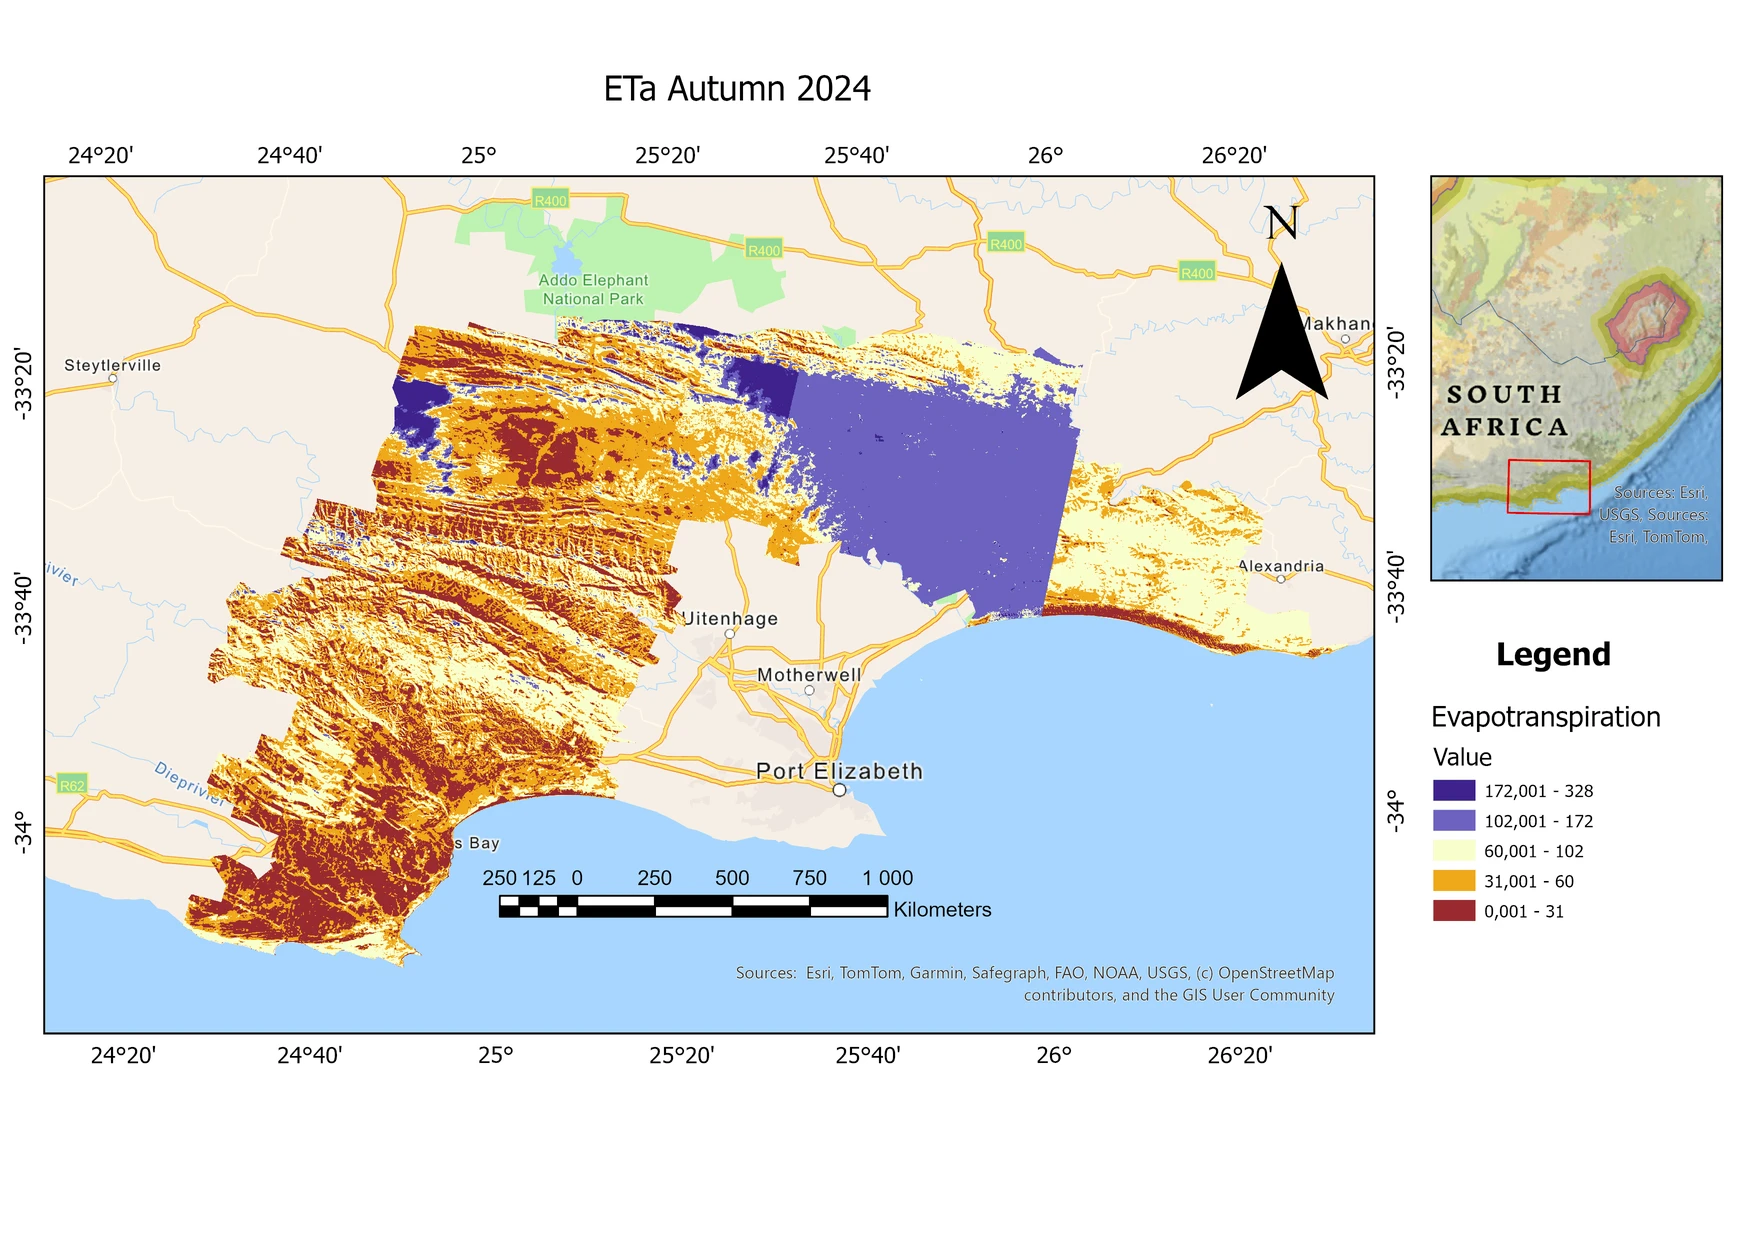 ETa Autumn 2024
24°20' 24°40' 25° 25°20' 25°40' 26° 26°20'
R400
R400
R400
R400
N
Addo Elephant
National Park
Makhan
-33°20'
-33°20'
Steytlerville
SOUTH
AFRICA
Sources: Esri,
USGS, Sources:
Esri, TomTom,
-33°40'
-33°40'
ivier
Alexandria
Uitenhage
Motherwell
Legend
Evapotranspiration
Value
172,001 - 328
102,001 - 172
60,001 - 102
31,001 - 60
0,001 - 31
R62
Dieprivier
Port Elizabeth
-34°
-34°
s Bay
250 125 0 250 500 750 1 000
Kilometers
Sources: Esri, TomTom, Garmin, Safegraph, FAO, NOAA, USGS, (c) OpenStreetMap
contributors, and the GIS User Community
24°20' 24°40' 25° 25°20' 25°40' 26° 26°20'